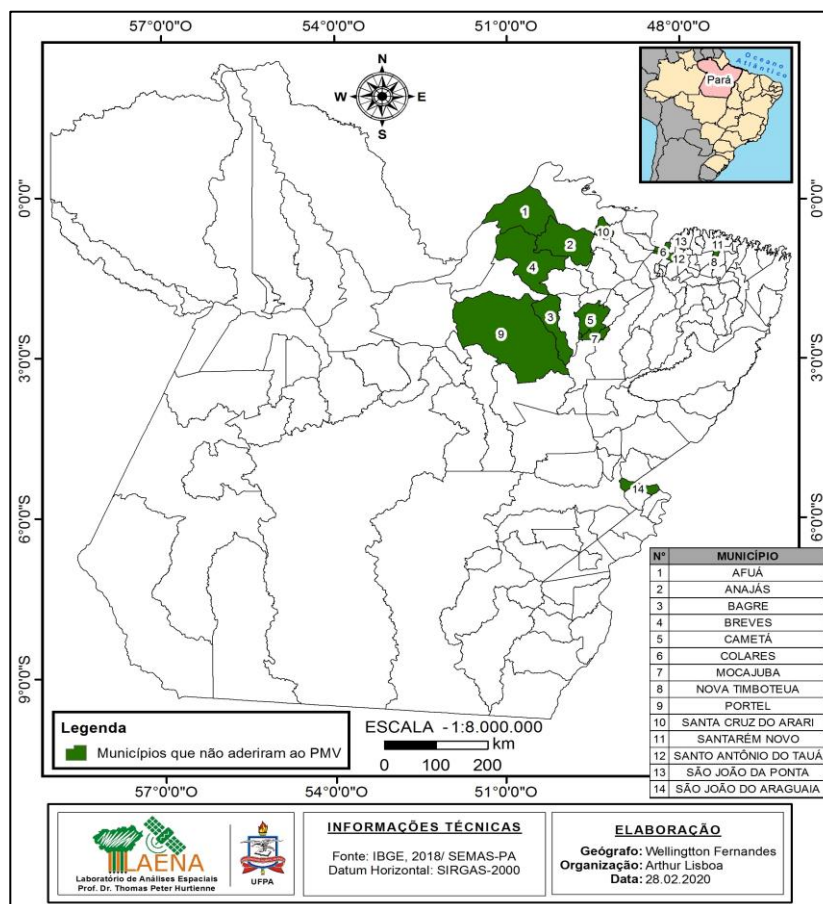 57°0'0"O 54°0'0"O 51°0'0"O 48°0'0"O
N
W E
S
Oceano
Atlântico
Pará
0°0'0"
3°0'0"S
6°0'0"S
9°0'0"S
0°0'0"
3°0'0"S
6°0'0"S
1
2
10
4
6
13
12
11
8
3
9
5
7
14
Nº MUNICÍPIO
1 AFUÁ
2 ANAJÁS
3 BAGRE
4 BREVES
5 CAMETÁ
6 COLARES
7 MOCAJUBA
8 NOVA TIMBOTEUA
9 PORTEL
10 SANTA CRUZ DO ARARI
11 SANTARÉM NOVO
12 SANTO ANTÔNIO DO TAUÁ
13 SÃO JOÃO DA PONTA
14 SÃO JOÃO DO ARAGUAIA
Legenda
Municípios que não aderiram ao PMV
ESCALA -1:8.000.000
km
0 100 200
57°0'0"O 54°0'0"O 51°0'0"O
LAENA
Laboratório de Análises Espaciais
Prof. Dr. Thomas Peter Hurtienne
UFPA
INFORMAÇÕES TÉCNICAS
Fonte: IBGE, 2018/ SEMAS-PA
Datum Horizontal: SIRGAS-2000
ELABORAÇÃO
Geógrafo: Wellingtton Fernandes
Organização: Arthur Lisboa
Data: 28.02.2020